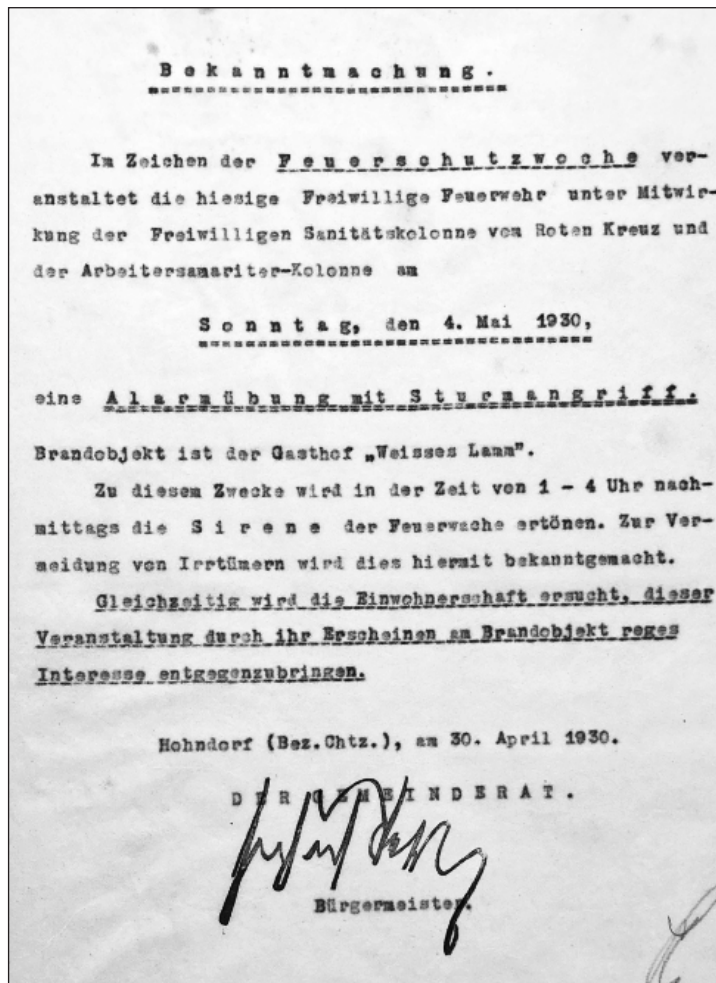 Bekanntmachung.
Im Zeichen der Feuerschutzwoche ver-
anstaltet die hiesige Freiwillige Feuerwehr unter Mitwir-
kung der Freiwilligen Sanitätskolonne vom Roten Kreuz und
der Arbeitersamariter-Kolonne am
Sonntag, den 4. Mai 1930,
eine Alarmübung mit Sturmangriff.
Brandobjekt ist der Gasthof „Weisses Lamm".
Zu diesem Zwecke wird in der Zeit von 1 - 4 Uhr nach-
mittags die Sirene der Feuerwache ertönen. Zur Ver-
meidung von Irrtümern wird dies hiermit bekanntgemacht.
Gleichzeitig wird die Einwohnerschaft ersucht, dieser
Veranstaltung durch ihr Erscheinen am Brandobjekt reges
Interesse entgegenzubringen.
Hohndorf (Bez.Chtz.), am 30. April 1930.
DER GEMEINDERAT.
Bürgermeister.